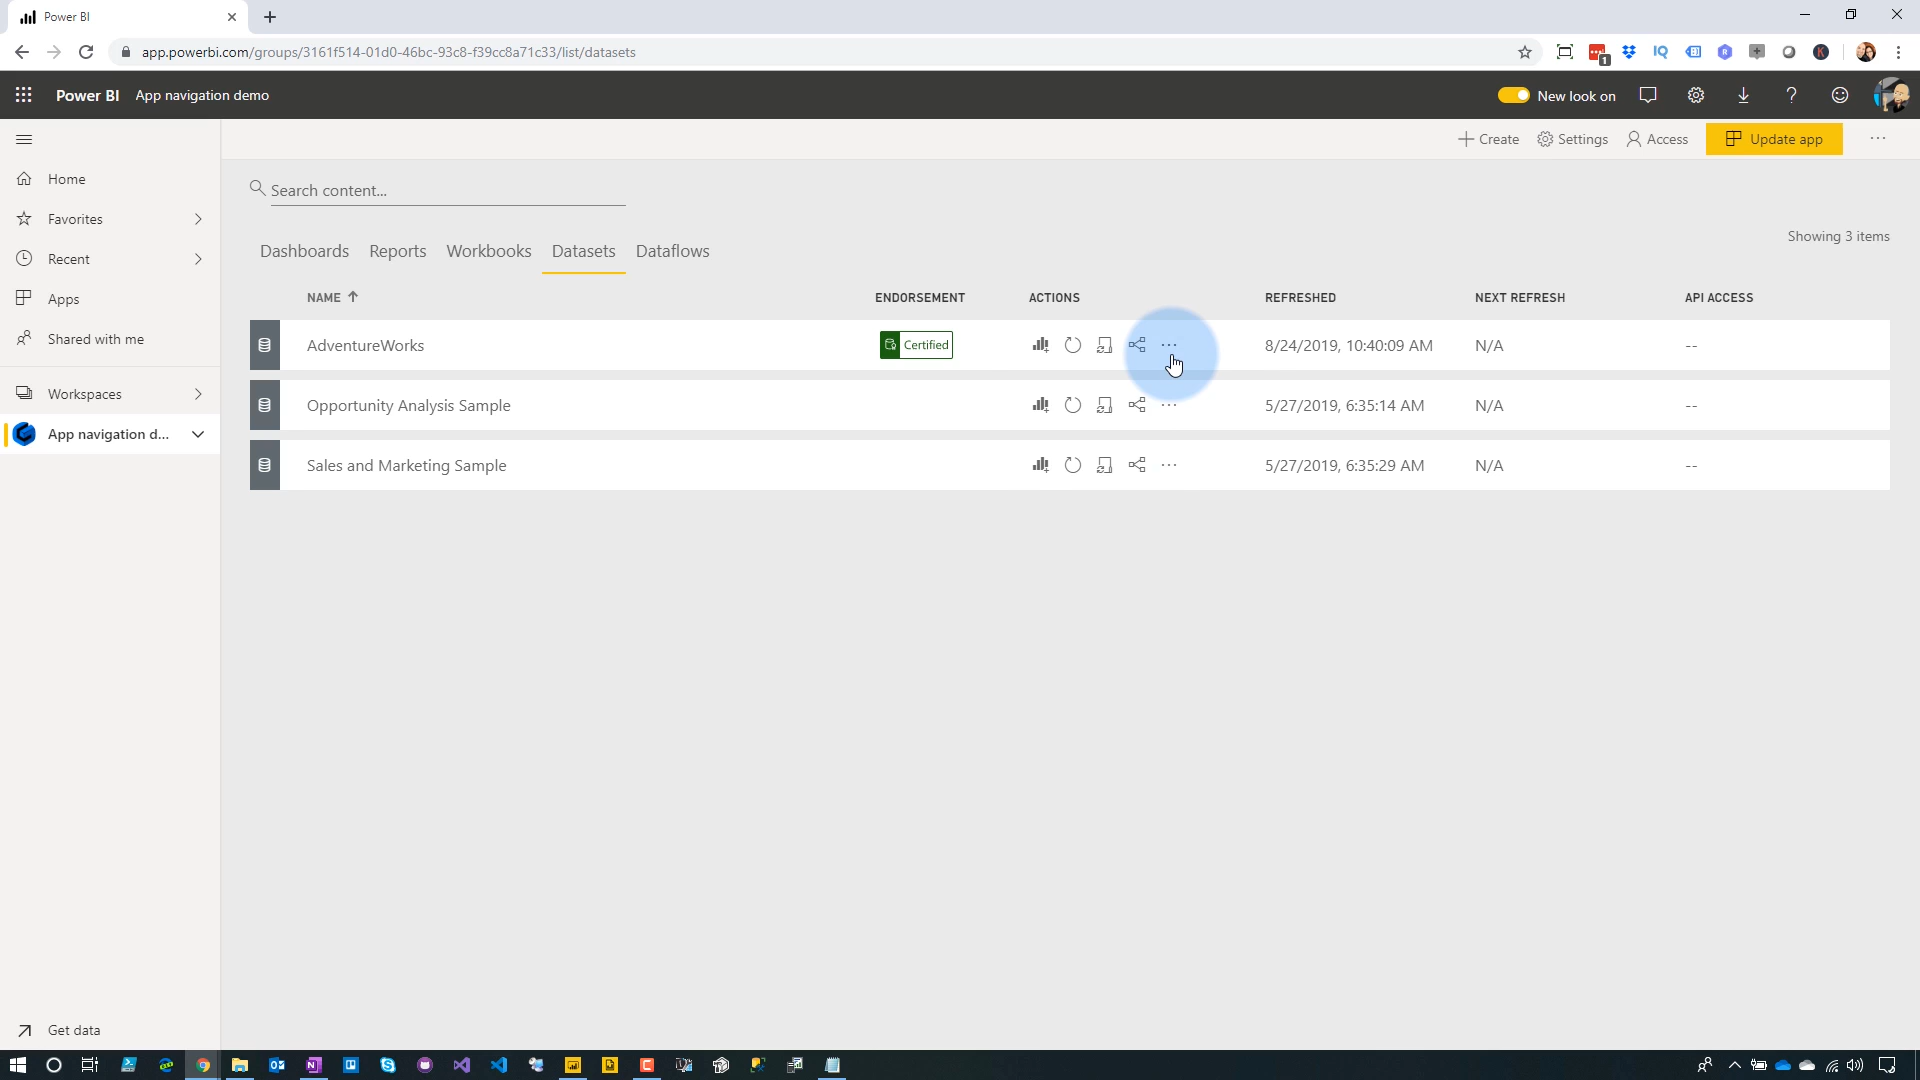 Power BI
app.powerbi.com/groups/3161f514-01d0-46bc-93c8-f39cc8a71c33/list/datasets
1
Power BI App navigation demo New look on
Create Settings Access Update app
Home
Favorites
Recent
Apps
Shared with me
Workspaces
App navigation d...
Get data
Search content...
Showing 3 items
Dashboards Reports Workbooks Datasets Dataflows
NAME ENDORSEMENT ACTIONS REFRESHED NEXT REFRESH API ACCESS
AdventureWorks Certified 8/24/2019, 10:40:09 AM N/A --
Opportunity Analysis Sample 5/27/2019, 6:35:14 AM N/A --
Sales and Marketing Sample 5/27/2019, 6:35:29 AM N/A --